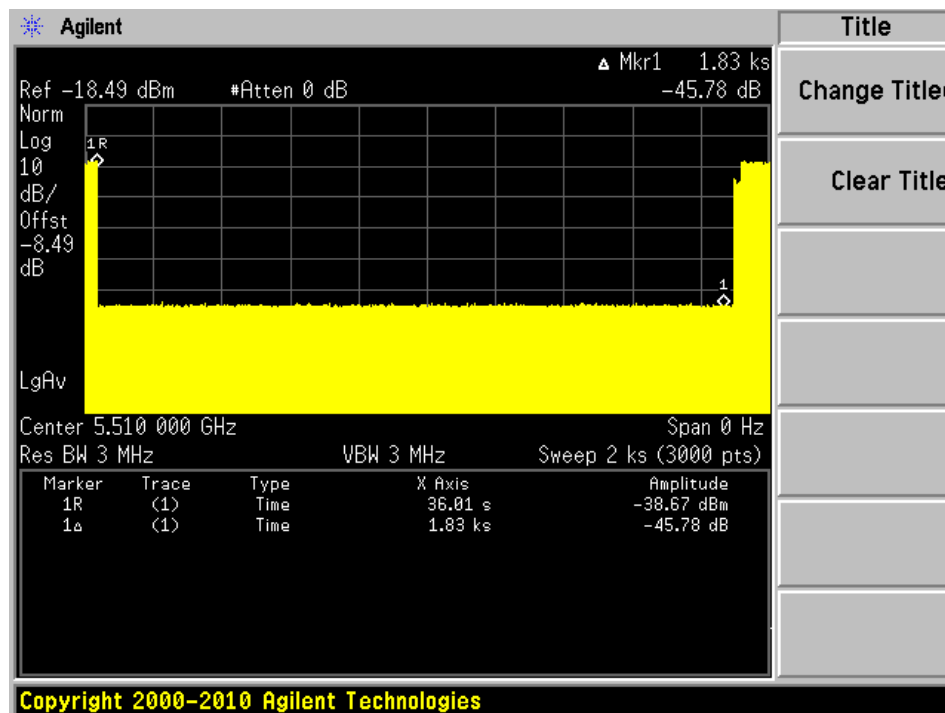 Agilent
Title
Δ Mkr1 1.83 ks
Ref -18.49 dBm #Atten 0 dB -45.78 dB
Norm
Log
10
dB/
Offst
-8.49
dB
LgAv
1R
1
Center 5.510 000 GHz Span 0 Hz
Res BW 3 MHz VBW 3 MHz Sweep 2 ks (3000 pts)
Marker Trace Type X Axis Amplitude
1R (1) Time 36.01 s -38.67 dBm
1Δ (1) Time 1.83 ks -45.78 dB
Change Title
Clear Title
Copyright 2000-2010 Agilent Technologies